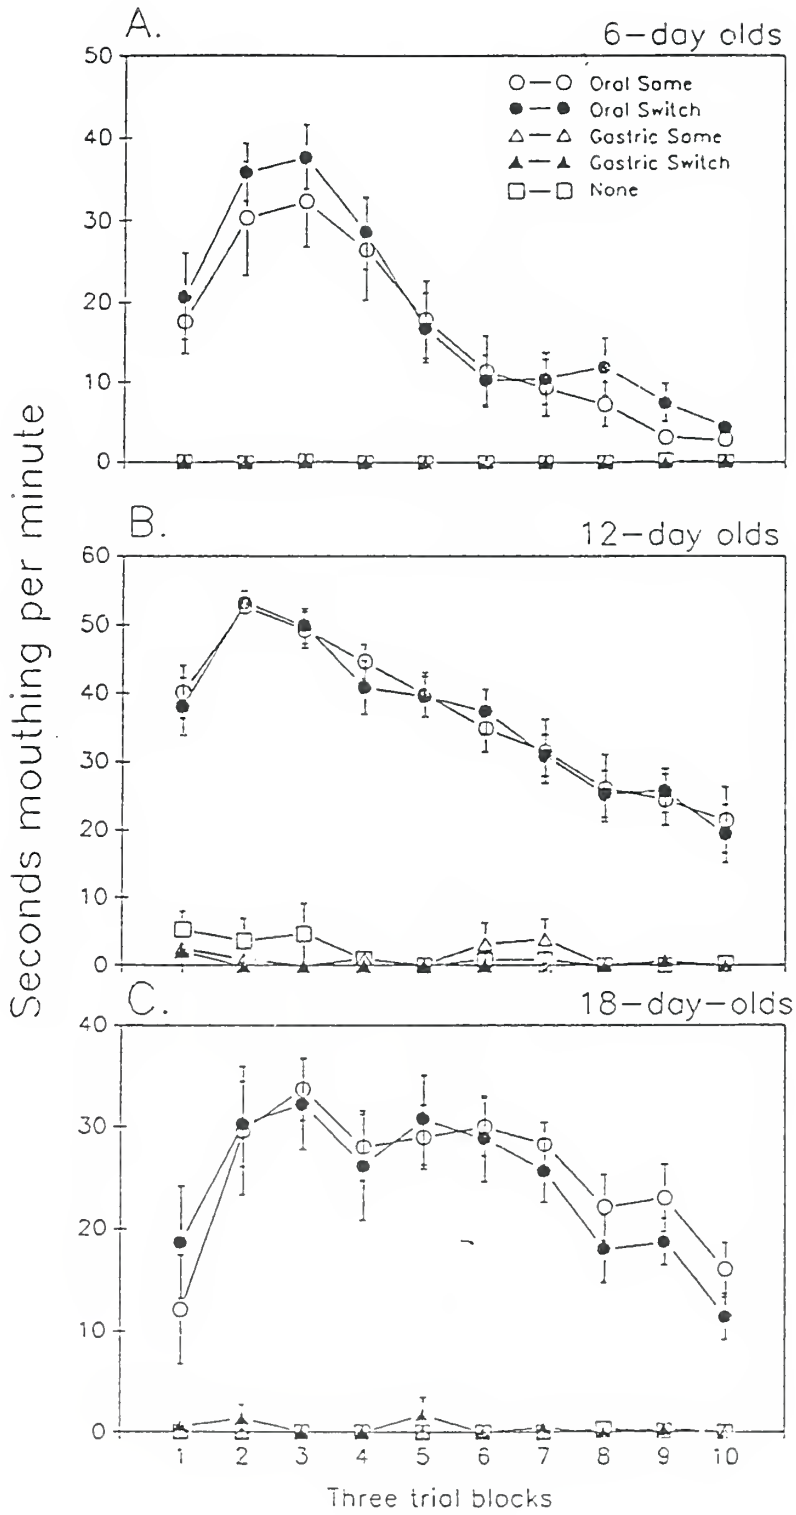 A.
6-day olds
50
40
30
20
10
0
Oral Same
Oral Switch
Gastric Same
Gastric Switch
None
Seconds mouthing per minute
B.
12-day olds
60
50
40
30
20
10
0
C.
18-day-olds
40
30
20
10
0
1 2 3 4 5 6 7 8 9 10
Three trial blocks